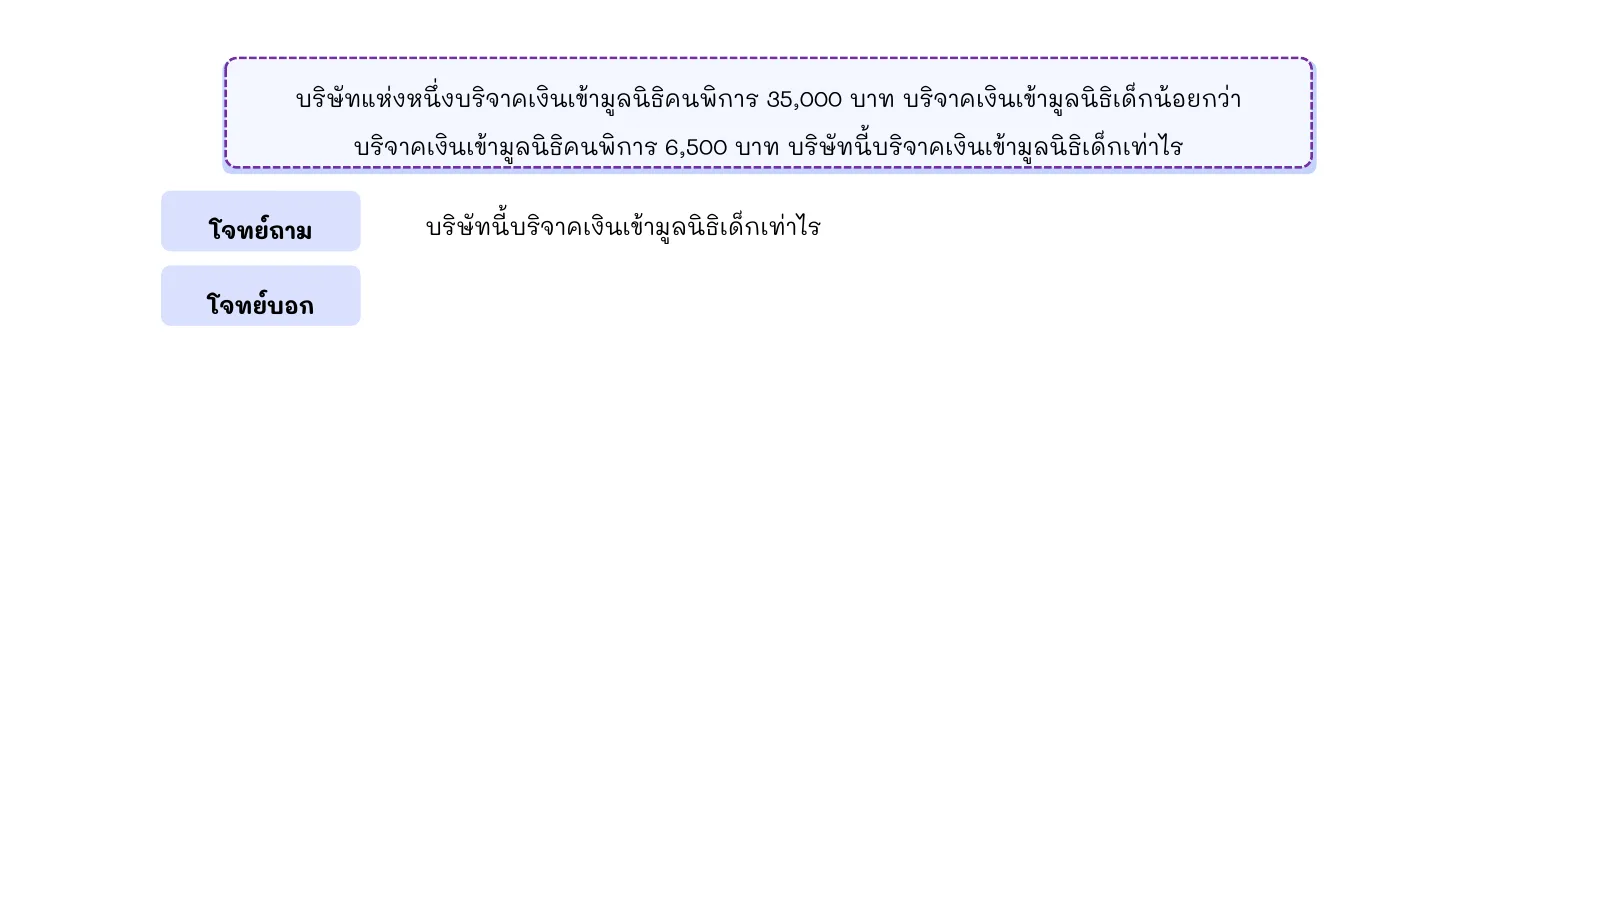 บริษัทแห่งหนึ่งบริจาคเงินเข้ามูลนิธิคนพิการ 35,000 บาท บริจาคเงินเข้ามูลนิธิเด็กน้อยกว่า
บริจาคเงินเข้ามูลนิธิคนพิการ 6,500 บาท บริษัทนี้บริจาคเงินเข้ามูลนิธิเด็กเท่าไร
โจทย์ถาม บริษัทนี้บริจาคเงินเข้ามูลนิธิเด็กเท่าไร
โจทย์บอก